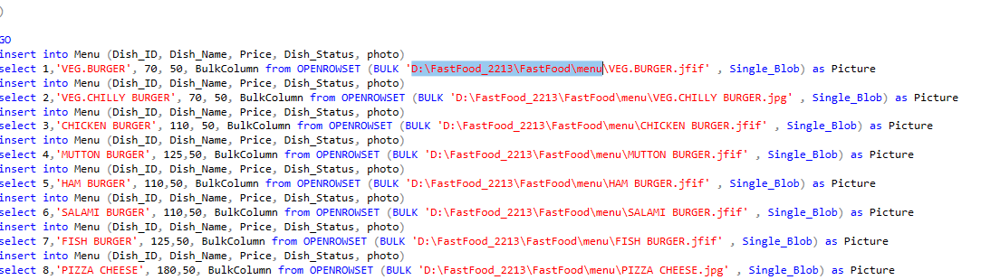 )
GO
insert into Menu (Dish_ID, Dish_Name, Price, Dish_Status, photo)
select 1,'VEG.BURGER', 70, 50, BulkColumn from OPENROWSET (BULK 'D:\FastFood_2213\FastFood\menu\VEG.BURGER.jfif' , Single_Blob) as Picture
insert into Menu (Dish_ID, Dish_Name, Price, Dish_Status, photo)
select 2,'VEG.CHILLY BURGER', 70, 50, BulkColumn from OPENROWSET (BULK 'D:\FastFood_2213\FastFood\menu\VEG.CHILLY BURGER.jpg' , Single_Blob) as Picture
insert into Menu (Dish_ID, Dish_Name, Price, Dish_Status, photo)
select 3,'CHICKEN BURGER', 110, 50, BulkColumn from OPENROWSET (BULK 'D:\FastFood_2213\FastFood\menu\CHICKEN BURGER.jfif' , Single_Blob) as Picture
insert into Menu (Dish_ID, Dish_Name, Price, Dish_Status, photo)
select 4,'MUTTON BURGER', 125,50, BulkColumn from OPENROWSET (BULK 'D:\FastFood_2213\FastFood\menu\MUTTON BURGER.jfif' , Single_Blob) as Picture
insert into Menu (Dish_ID, Dish_Name, Price, Dish_Status, photo)
select 5,'HAM BURGER', 110,50, BulkColumn from OPENROWSET (BULK 'D:\FastFood_2213\FastFood\menu\HAM BURGER.jfif' , Single_Blob) as Picture
insert into Menu (Dish_ID, Dish_Name, Price, Dish_Status, photo)
select 6,'SALAMI BURGER', 110,50, BulkColumn from OPENROWSET (BULK 'D:\FastFood_2213\FastFood\menu\SALAMI BURGER.jfif' , Single_Blob) as Picture
insert into Menu (Dish_ID, Dish_Name, Price, Dish_Status, photo)
select 7,'FISH BURGER', 125,50, BulkColumn from OPENROWSET (BULK 'D:\FastFood_2213\FastFood\menu\FISH BURGER.jfif' , Single_Blob) as Picture
insert into Menu (Dish_ID, Dish_Name, Price, Dish_Status, photo)
select 8,'PIZZA CHEESE', 180,50, BulkColumn from OPENROWSET (BULK 'D:\FastFood_2213\FastFood\menu\PIZZA CHEESE.jpg' , Single_Blob) as Picture